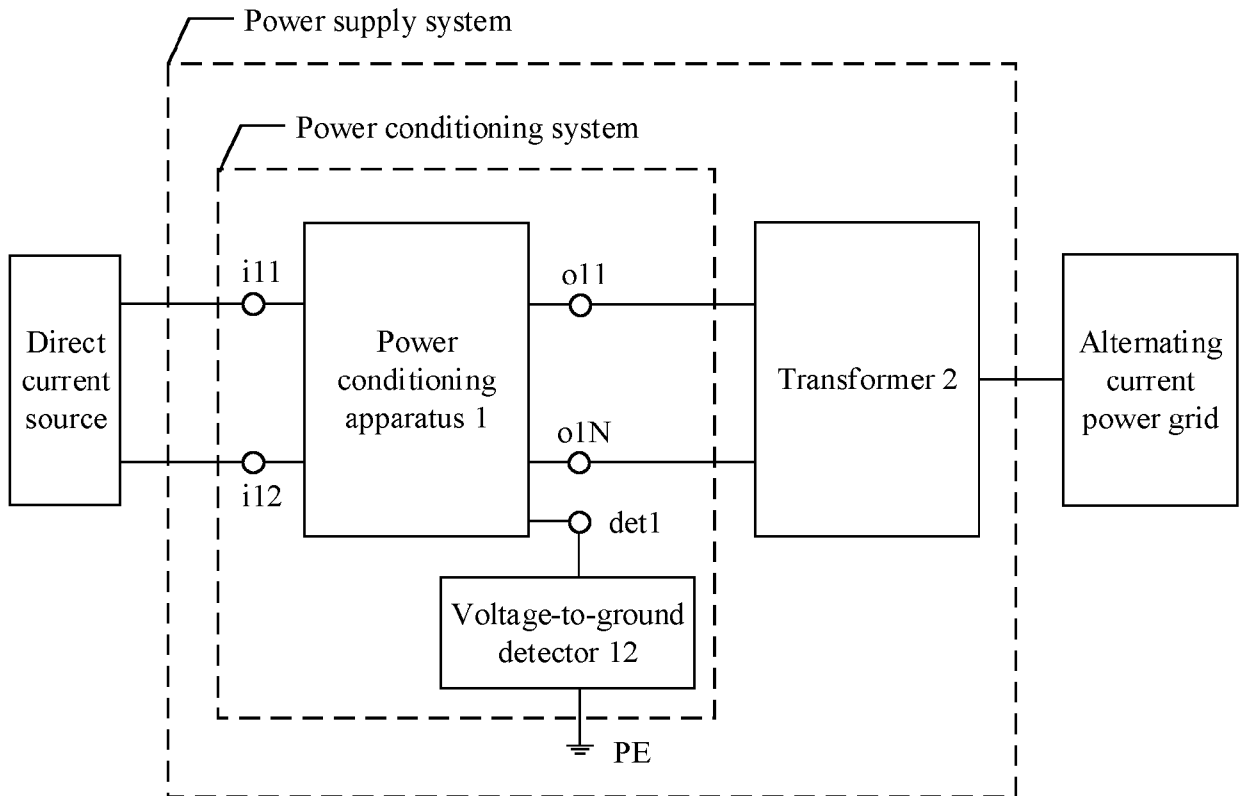 Power supply system
Power conditioning system
Direct
current
source
i11
i12
Power
conditioning
apparatus 1
o11
o1N
det1
Voltage-to-ground
detector 12
PE
Transformer 2
Alternating
current
power grid